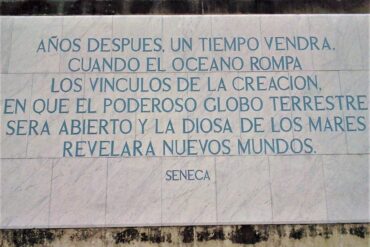 AÑOS DESPUES, UN TIEMPO VENDRA,
CUANDO EL OCEANO ROMPA
LOS VINCULOS DE LA CREACION,
EN QUE EL PODEROSO GLOBO TERRESTRE
SERA ABIERTO Y LA DIOSA DE LOS MARES
REVELARA NUEVOS MUNDOS.
SENECA